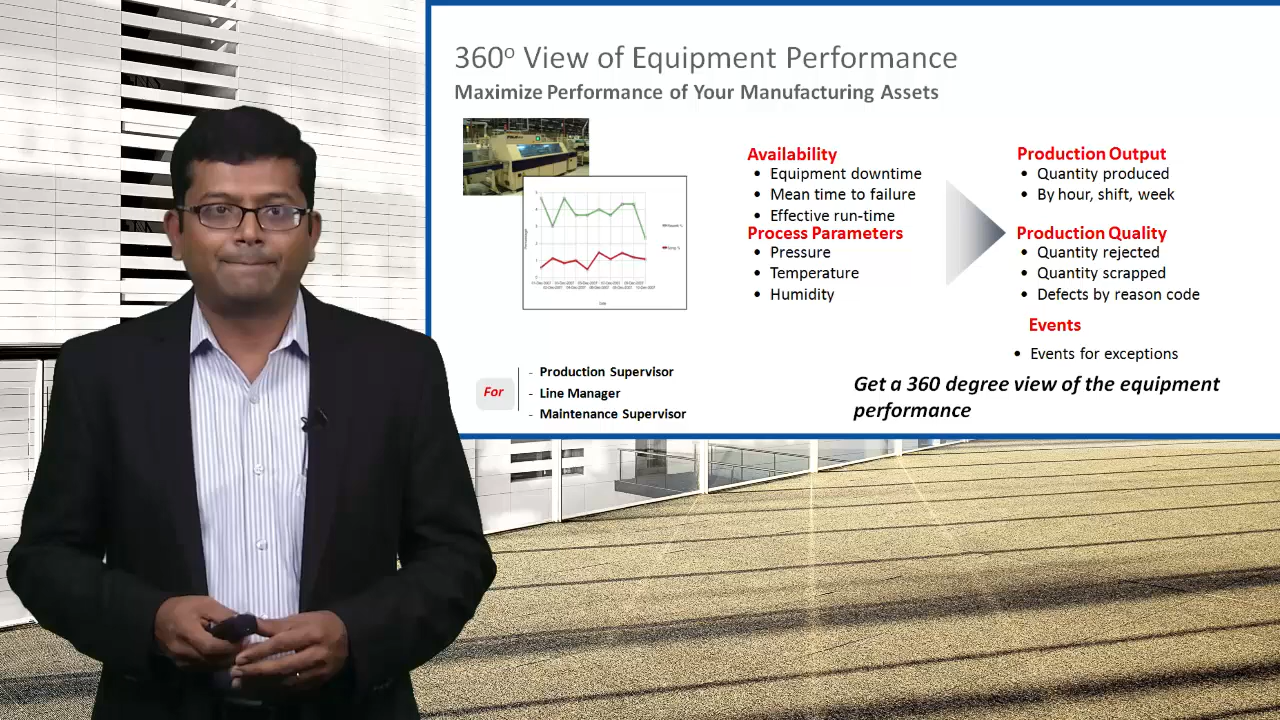 360° View of Equipment Performance
Maximize Performance of Your Manufacturing Assets
Availability
• Equipment downtime
• Mean time to failure
• Effective run-time
Process Parameters
• Pressure
• Temperature
• Humidity
Production Output
• Quantity produced
• By hour, shift, week
Production Quality
• Quantity rejected
• Quantity scrapped
• Defects by reason code
Events
• Events for exceptions
For
- Production Supervisor
- Line Manager
- Maintenance Supervisor
Get a 360 degree view of the equipment
performance